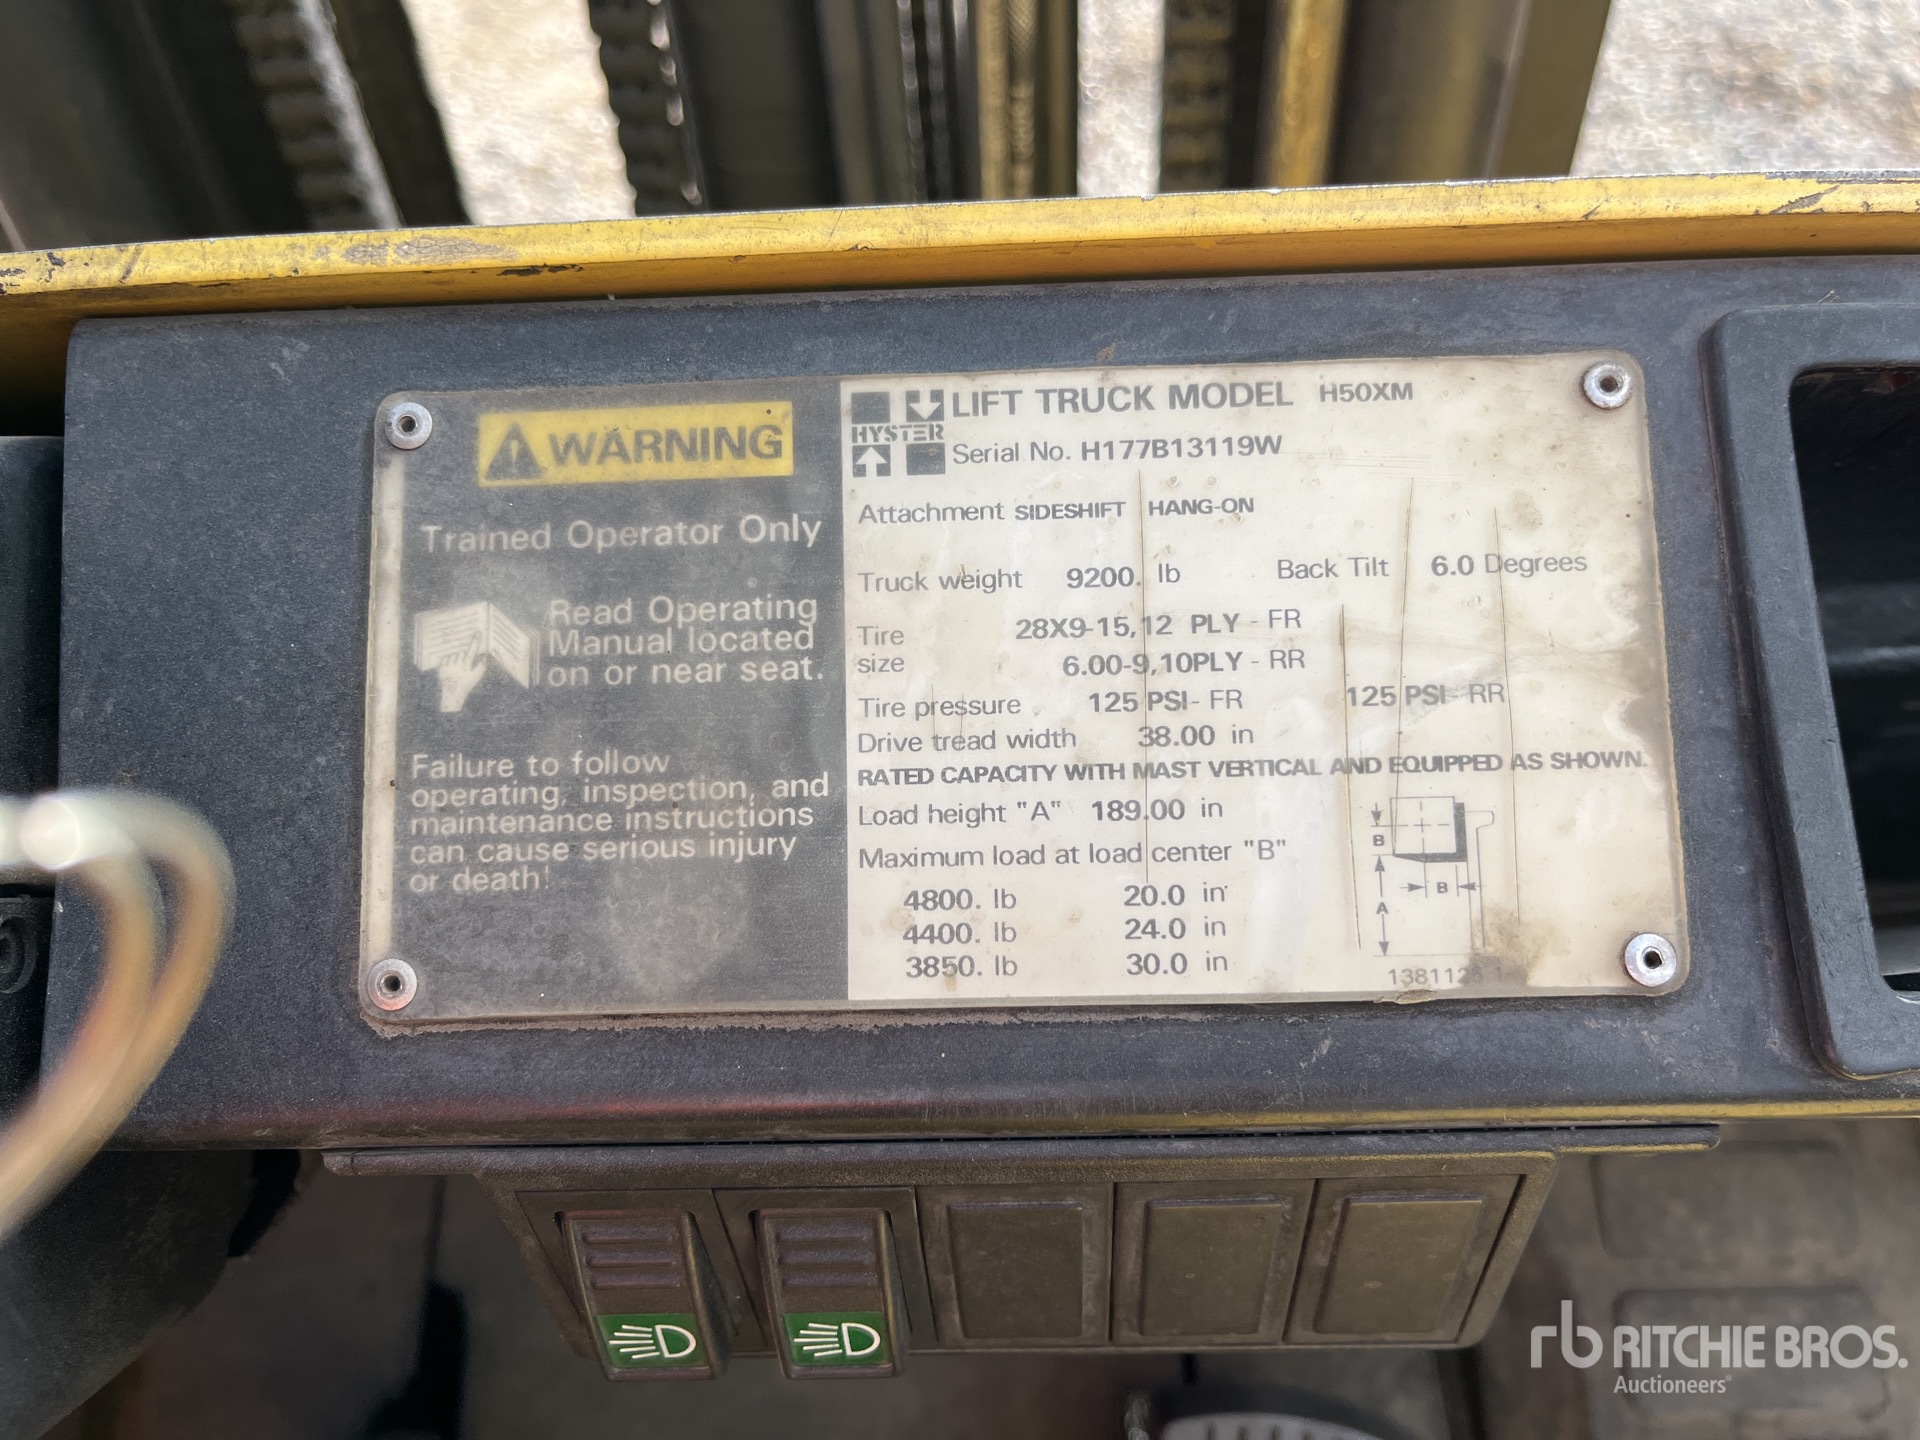 WARNING
Trained Operator Only
Read Operating
Manual located
on or near seat.
Failure to follow
operating, inspection, and
maintenance instructions
can cause serious injury
or death!
HYSTER
LIFT TRUCK MODEL H50XM
Serial No. H177B13119W
Attachment SIDESHIFT HANG-ON
Truck weight 9200. lb Back Tilt 6.0 Degrees
Tire 28X9-15,12 PLY - FR
size 6.00-9,10PLY - RR
Tire pressure 125 PSI- FR 125 PSI- RR
Drive tread width 38.00 in
RATED CAPACITY WITH MAST VERTICAL AND EQUIPPED AS SHOWN.
Load height "A" 189.00 in
Maximum load at load center "B"
4800. lb 20.0 in
4400. lb 24.0 in
3850. lb 30.0 in
B
B
A
rb RITCHIE BROS.
Auctioneers